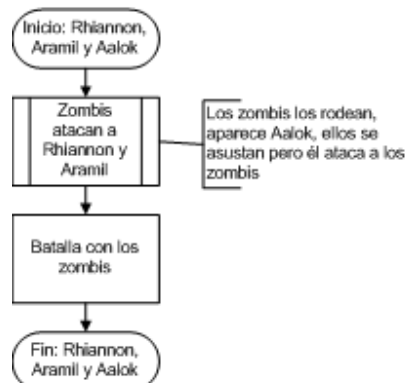 Inicio: Rhiannon,
Aramil y Aalok
Zombis
atacan a
Rhiannon y
Aramil
Los zombis los rodean,
aparece Aalok, ellos se
asustan pero él ataca a los
zombis
Batalla con los
zombis
Fin: Rhiannon,
Aramil y Aalok